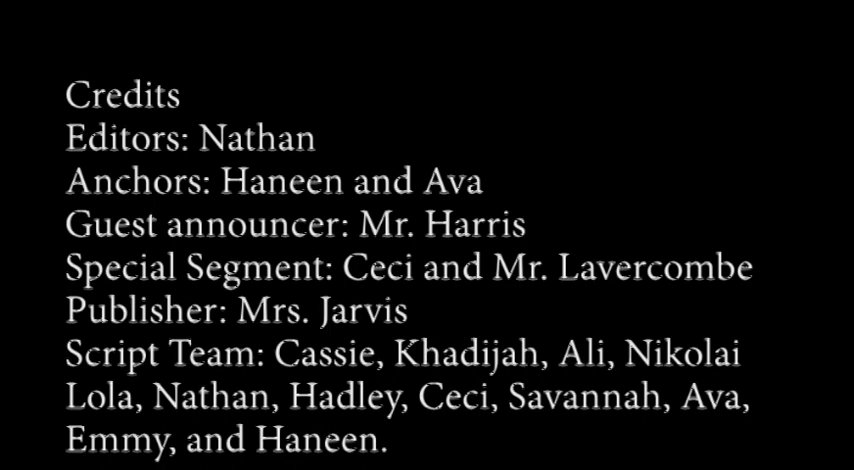 Credits
Editors: Nathan
Anchors: Haneen and Ava
Guest announcer: Mr. Harris
Special Segment: Ceci and Mr. Lavercombe
Publisher: Mrs. Jarvis
Script Team: Cassie, Khadijah, Ali, Nikolai
Lola, Nathan, Hadley, Ceci, Savannah, Ava,
Emmy, and Haneen.